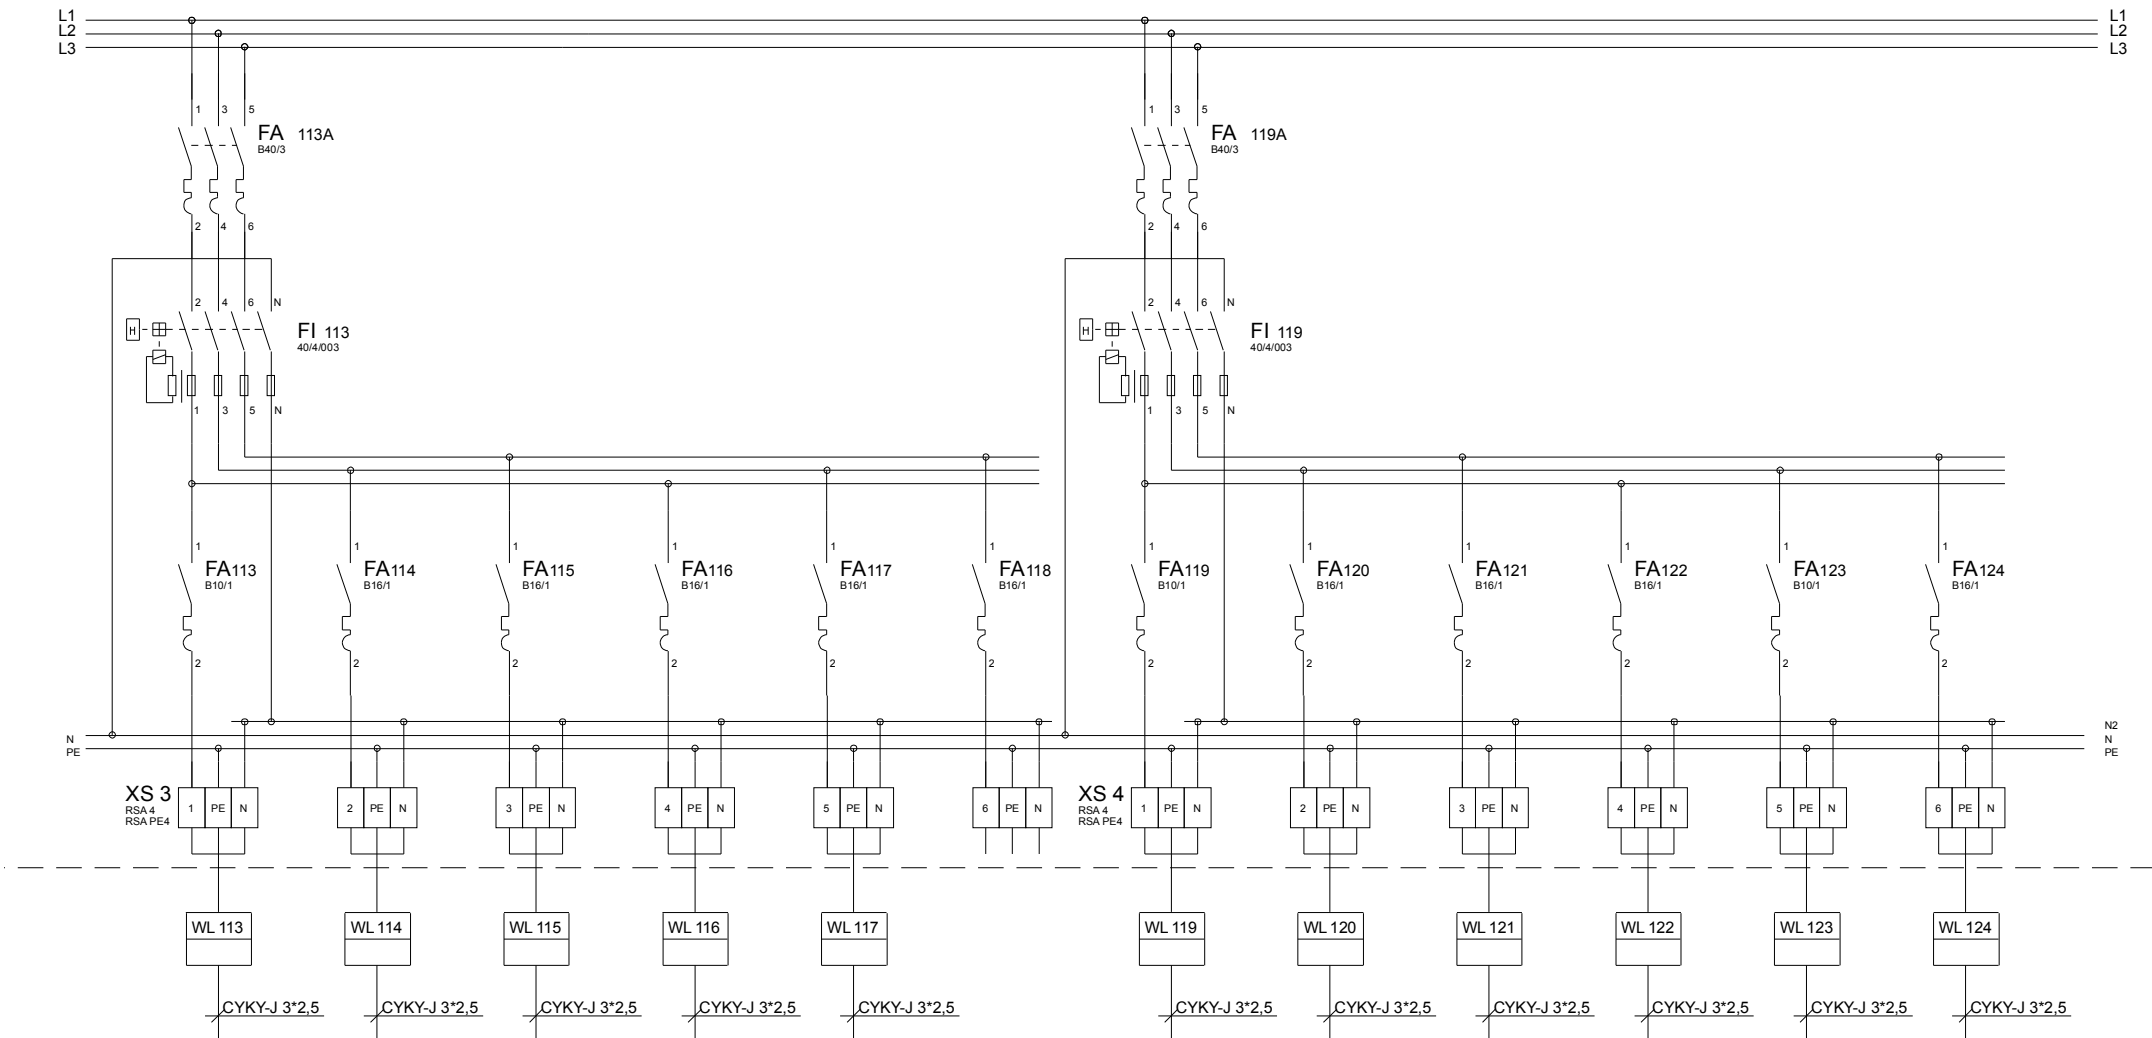 L1 L1
L2 L2
L3 L3
1 3 5 1 3 5
FA 113A FA 119A
B40/3 B40/3
2 4 6 2 4 6
2 4 6 N 2 4 6 N
H FI 113 H FI 119
40/4/003 40/4/003
1 3 5 N 1 3 5 N
1 1 1 1 1 1 1 1 1 1 1 1
FA113 FA114 FA115 FA116 FA117 FA118 FA119 FA120 FA121 FA122 FA123 FA124
B10/1 B16/1 B16/1 B16/1 B16/1 B16/1 B10/1 B16/1 B16/1 B16/1 B10/1 B16/1
2 2 2 2 2 2 2 2 2 2 2 2
N2
N N
PE PE
XS 3 XS 4
RSA 4 1 PE N 2 PE N 3 PE N 4 PE N 5 PE N 6 PE N RSA 4 1 PE N 2 PE N 3 PE N 4 PE N 5 PE N 6 PE N
RSA PE4 RSA PE4
WL 113 WL 114 WL 115 WL 116 WL 117 WL 119 WL 120 WL 121 WL 122 WL 123 WL 124
CYKY-J 3*2,5 CYKY-J 3*2,5 CYKY-J 3*2,5 CYKY-J 3*2,5 CYKY-J 3*2,5 CYKY-J 3*2,5 CYKY-J 3*2,5 CYKY-J 3*2,5 CYKY-J 3*2,5 CYKY-J 3*2,5 CYKY-J 3*2,5